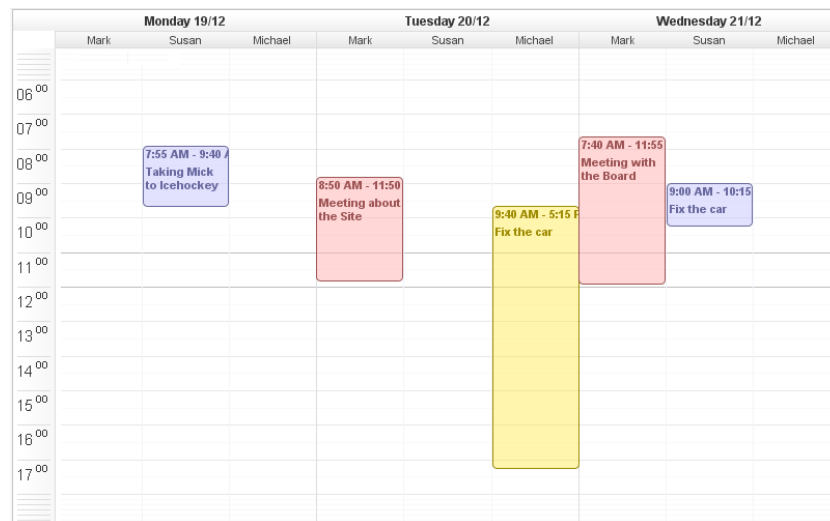 Monday 19/12 Tuesday 20/12 Wednesday 21/12
Mark Susan Michael Mark Susan Michael Mark Susan Michael
06 00
07 00
08 00
09 00
10 00
11 00
12 00
13 00
14 00
15 00
16 00
17 00
7:55 AM - 9:40 A
Taking Mick
to Icehockey
8:50 AM - 11:50
Meeting about
the Site
9:40 AM - 5:15 P
Fix the car
7:40 AM - 11:55
Meeting with
the Board
9:00 AM - 10:15
Fix the car